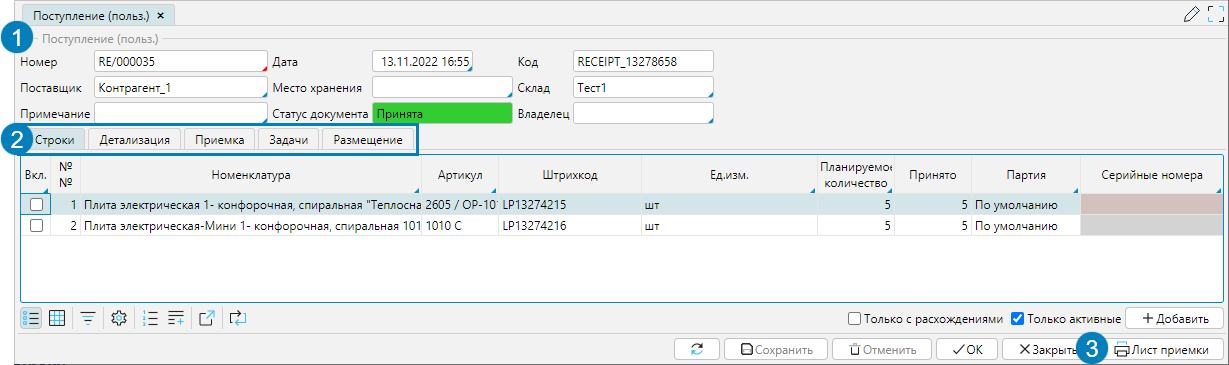 Поступление (польз.) ×
1 Поступление (польз.)
Номер RE/000035 Дата 13.11.2022 16:55 Код RECEIPT_13278658
Поставщик Контрагент_1 Место хранения Склад Тест1
Примечание Статус документа Принята Владелец
2 Строки Детализация Приемка Задачи Размещение
Вкл. №№ Номенклатура Артикул Штрихкод Ед.изм. Планируемое количество Принято Партия Серийные номера
1 Плита электрическая 1- конфорочная, спиральная "Теплосна 2605 / ОР-10 LP13274215 шт 5 5 По умолчанию
2 Плита электрическая-Мини 1- конфорочная, спиральная 101 1010 С LP13274216 шт 5 5 По умолчанию
Только с расхождениями Только активные + Добавить
Сохранить Отменить OK Закрыть 3 Лист приемки